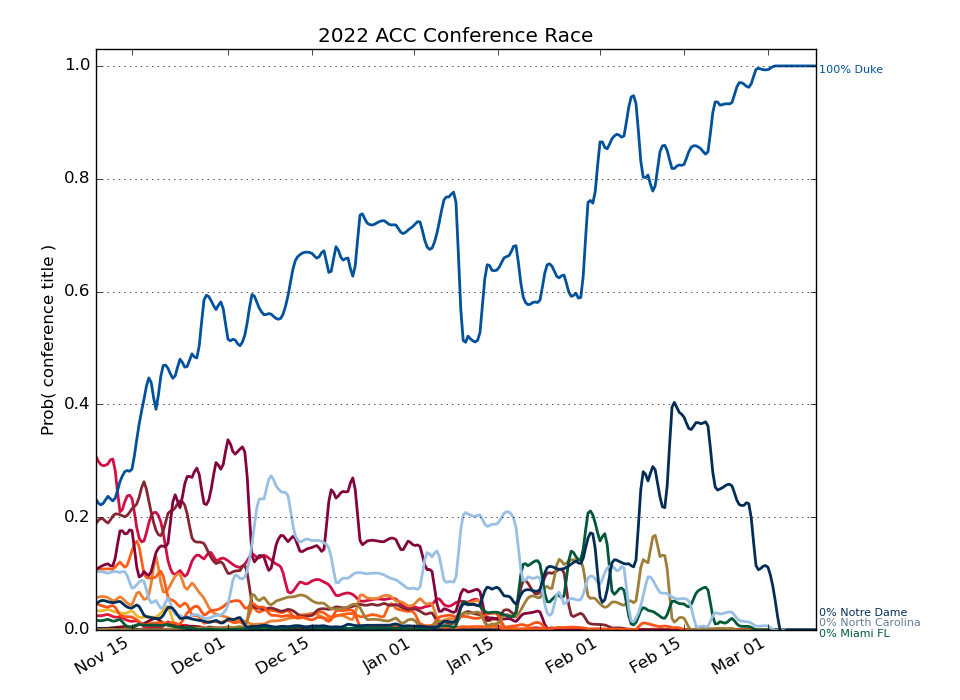 2022 ACC Conference Race
Prob( conference title )
1.0
0.8
0.6
0.4
0.2
0.0
Nov 15
Dec 01
Dec 15
Jan 01
Jan 15
Feb 01
Feb 15
Mar 01
100% Duke
0% Notre Dame
0% North Carolina
0% Miami FL